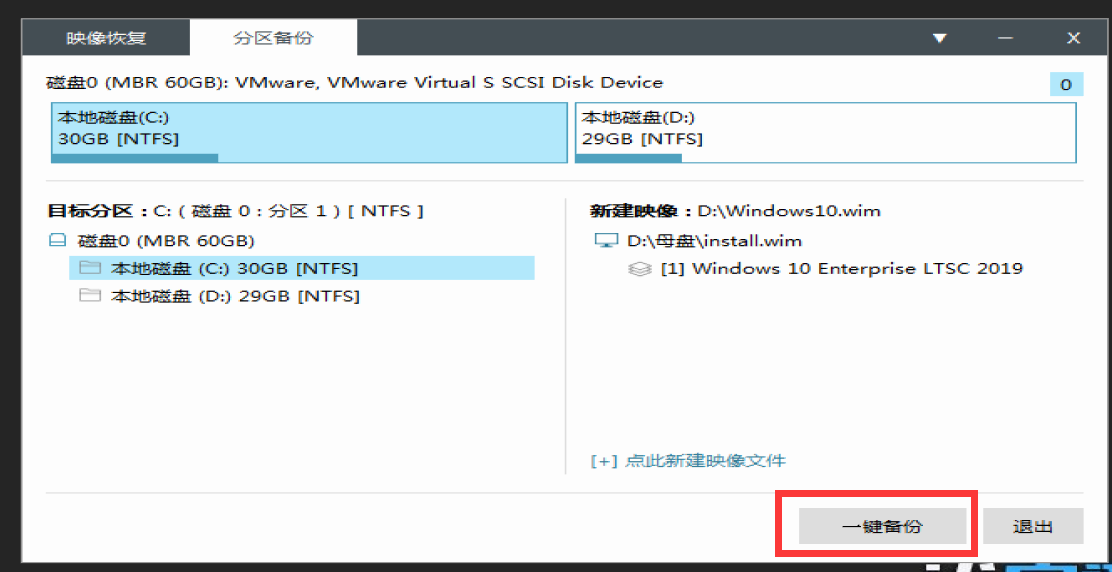 映像恢复 分区备份
磁盘0 (MBR 60GB): VMware, VMware Virtual S SCSI Disk Device 0
本地磁盘(C:) 本地磁盘(D:)
30GB [NTFS] 29GB [NTFS]
目标分区：C: ( 磁盘 0 : 分区 1 ) [ NTFS ]
磁盘0 (MBR 60GB)
本地磁盘 (C:) 30GB [NTFS]
本地磁盘 (D:) 29GB [NTFS]
新建映像：D:\Windows10.wim
D:\母盘\install.wim
[1] Windows 10 Enterprise LTSC 2019
[+] 点此新建映像文件
一键备份 退出